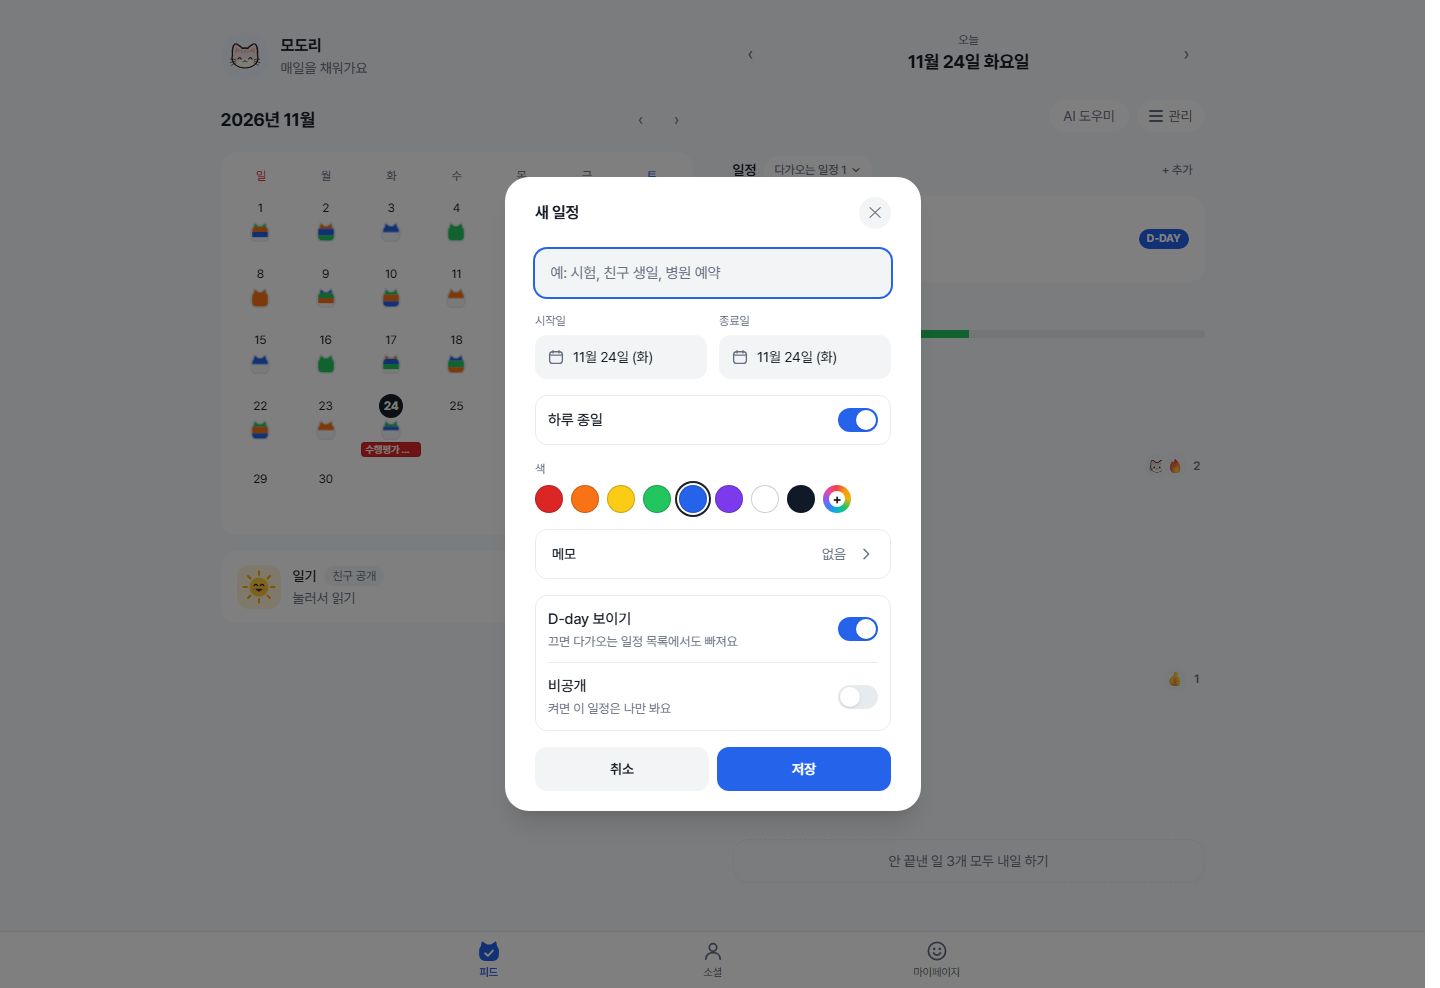 모도리
매일을 채워가요
오늘
11월 24일 화요일
2026년 11월
AI 도우미
관리
일 월 화 수 목 금 토
1 2 3 4
8 9 10 11
15 16 17 18
22 23 24 25
수행평가 ...
29 30
일기 친구 공개
눌러서 읽기
일정 다가오는 일정 1
+ 추가
D-DAY
2
1
안 끝낸 일 3개 모두 내일 하기
새 일정
예: 시험, 친구 생일, 병원 예약
시작일 종료일
11월 24일 (화) 11월 24일 (화)
하루 종일
색
메모 없음
D-day 보이기
끄면 다가오는 일정 목록에서도 빠져요
비공개
켜면 이 일정은 나만 봐요
취소 저장
피드 소셜 마이페이지